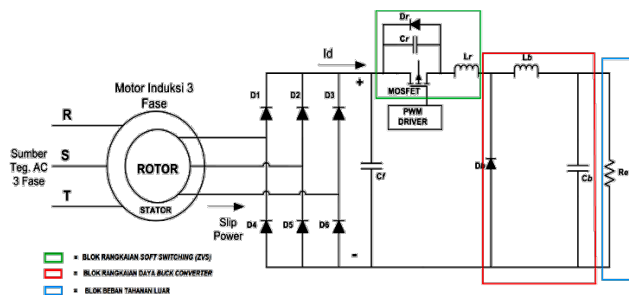 Dr
Cr
Id
Lr
Lb
MOSFET
PWM
DRIVER
Motor Induksi 3
Fase
D1
D2
D3
+
R
S
T
Sumber
Teg. AC
3 Fase
ROTOR
STATOR
Slip
Power
Cf
Cb
D4
D5
D6
-
= BLOK RANGKAIAN SOFT SWITCHING (ZVS)
= BLOK RANGKAIAN DAYA BUCK CONVERTER
= BLOK BEBAN TAHANAN LUAR